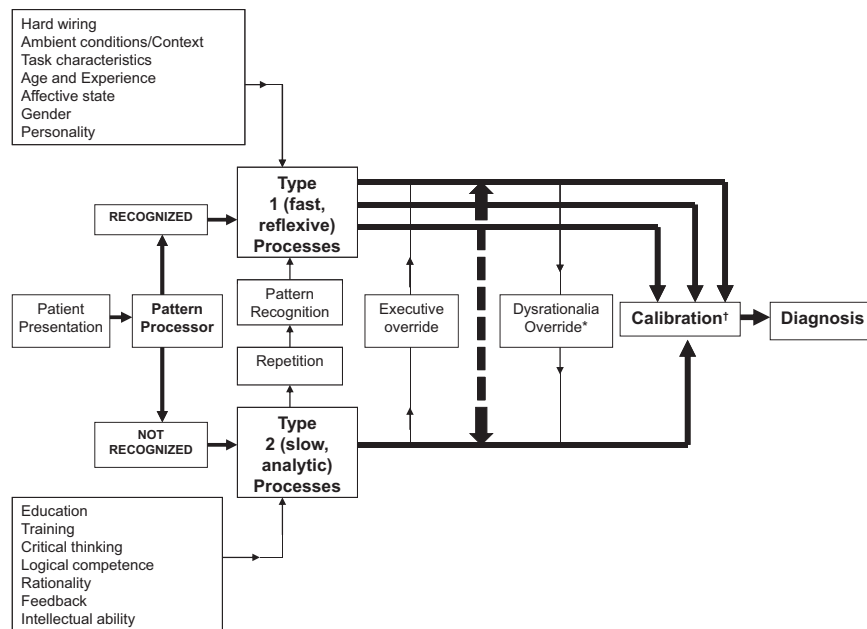 Hard wiring
Ambient conditions/Context
Task characteristics
Age and Experience
Affective state
Gender
Personality
Type
1 (fast,
reflexive)
Processes
RECOGNIZED
Patient
Presentation
Pattern
Processor
Pattern
Recognition
Executive
override
Dysrationalia
Override*
Calibration†
Diagnosis
Repetition
NOT
RECOGNIZED
Type
2 (slow,
analytic)
Processes
Education
Training
Critical thinking
Logical competence
Rationality
Feedback
Intellectual ability